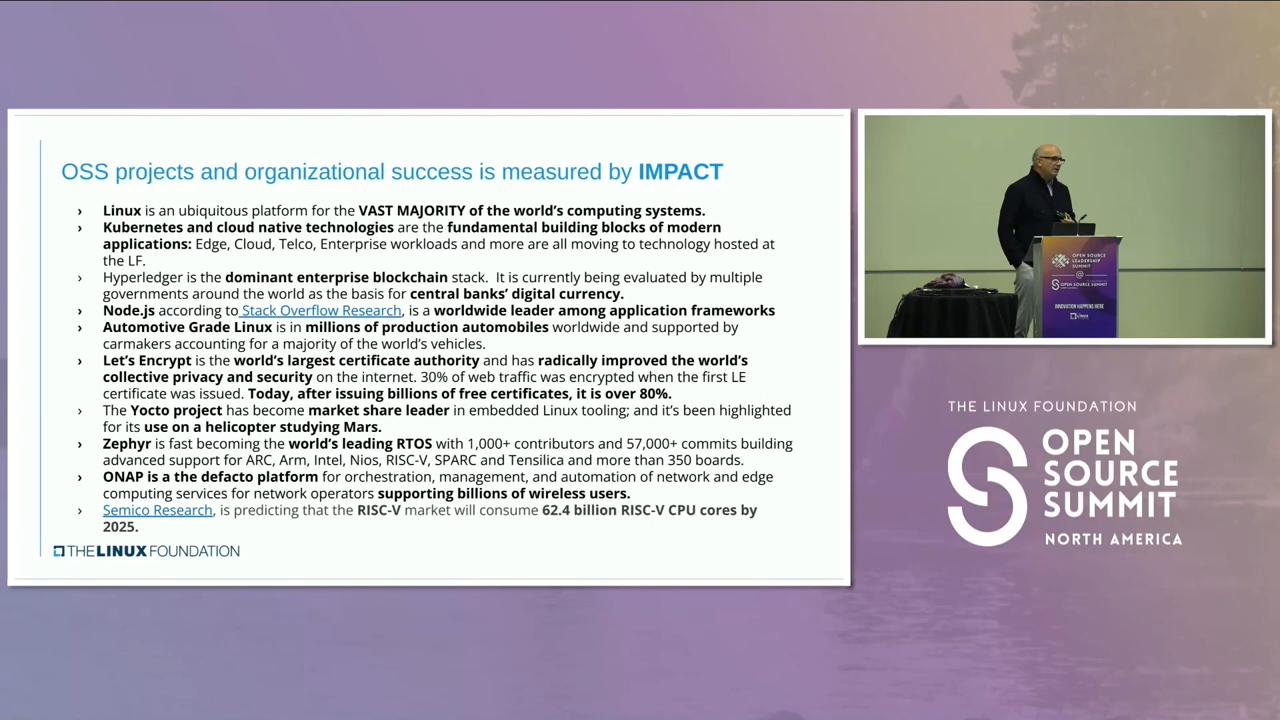 OSS projects and organizational success is measured by IMPACT
› Linux is an ubiquitous platform for the VAST MAJORITY of the world's computing systems.
› Kubernetes and cloud native technologies are the fundamental building blocks of modern
applications: Edge, Cloud, Telco, Enterprise workloads and more are all moving to technology hosted at
the LF.
› Hyperledger is the dominant enterprise blockchain stack. It is currently being evaluated by multiple
governments around the world as the basis for central banks' digital currency.
› Node.js according to Stack Overflow Research, is a worldwide leader among application frameworks
› Automotive Grade Linux is in millions of production automobiles worldwide and supported by
carmakers accounting for a majority of the world's vehicles.
› Let's Encrypt is the world's largest certificate authority and has radically improved the world's
collective privacy and security on the internet. 30% of web traffic was encrypted when the first LE
certificate was issued. Today, after issuing billions of free certificates, it is over 80%.
› The Yocto project has become market share leader in embedded Linux tooling; and it's been highlighted
for its use on a helicopter studying Mars.
› Zephyr is fast becoming the world's leading RTOS with 1,000+ contributors and 57,000+ commits building
advanced support for ARC, Arm, Intel, Nios, RISC-V, SPARC and Tensilica and more than 350 boards.
› ONAP is a the defacto platform for orchestration, management, and automation of network and edge
computing services for network operators supporting billions of wireless users.
› Semico Research, is predicting that the RISC-V market will consume 62.4 billion RISC-V CPU cores by
2025.
THE LINUX FOUNDATION
OPEN SOURCE
LEADERSHIP
SUMMIT
@
OPEN SOURCE SUMMIT
INNOVATION HAPPENS HERE
THE LINUX FOUNDATION
OPEN
SOURCE
SUMMIT
NORTH AMERICA